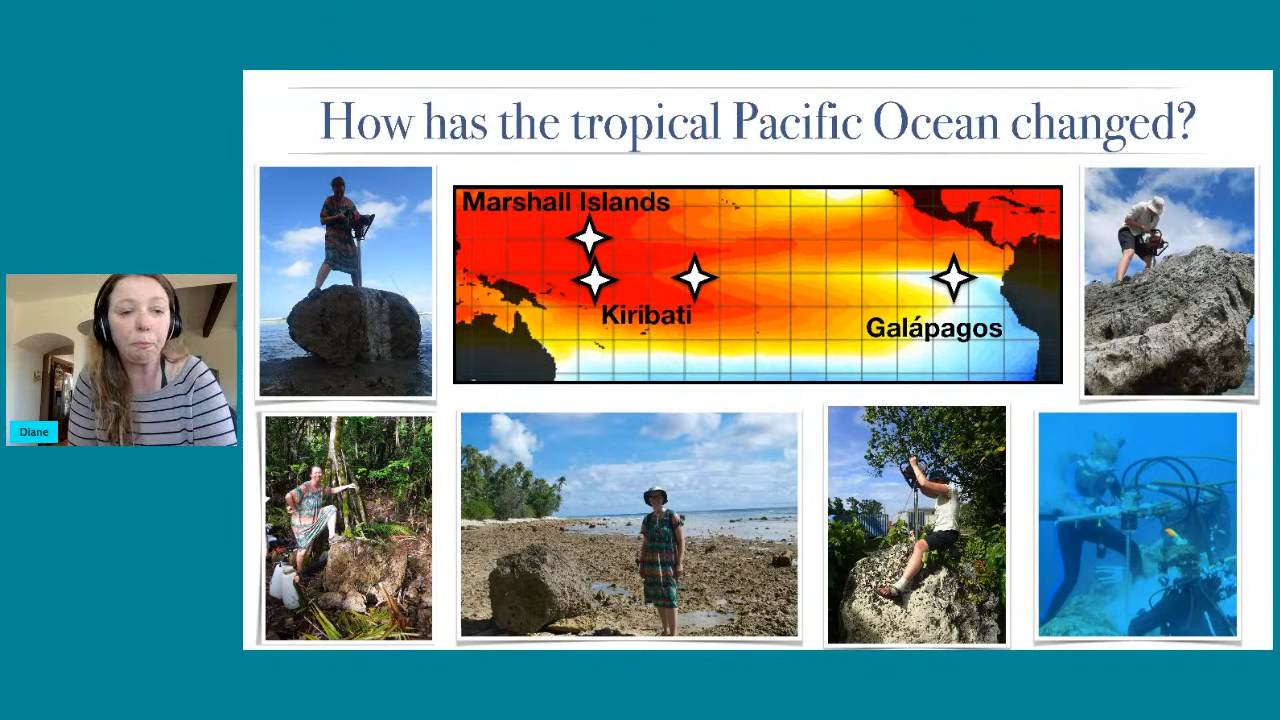 How has the tropical Pacific Ocean changed?
Marshall Islands
Kiribati
Galápagos
Diane